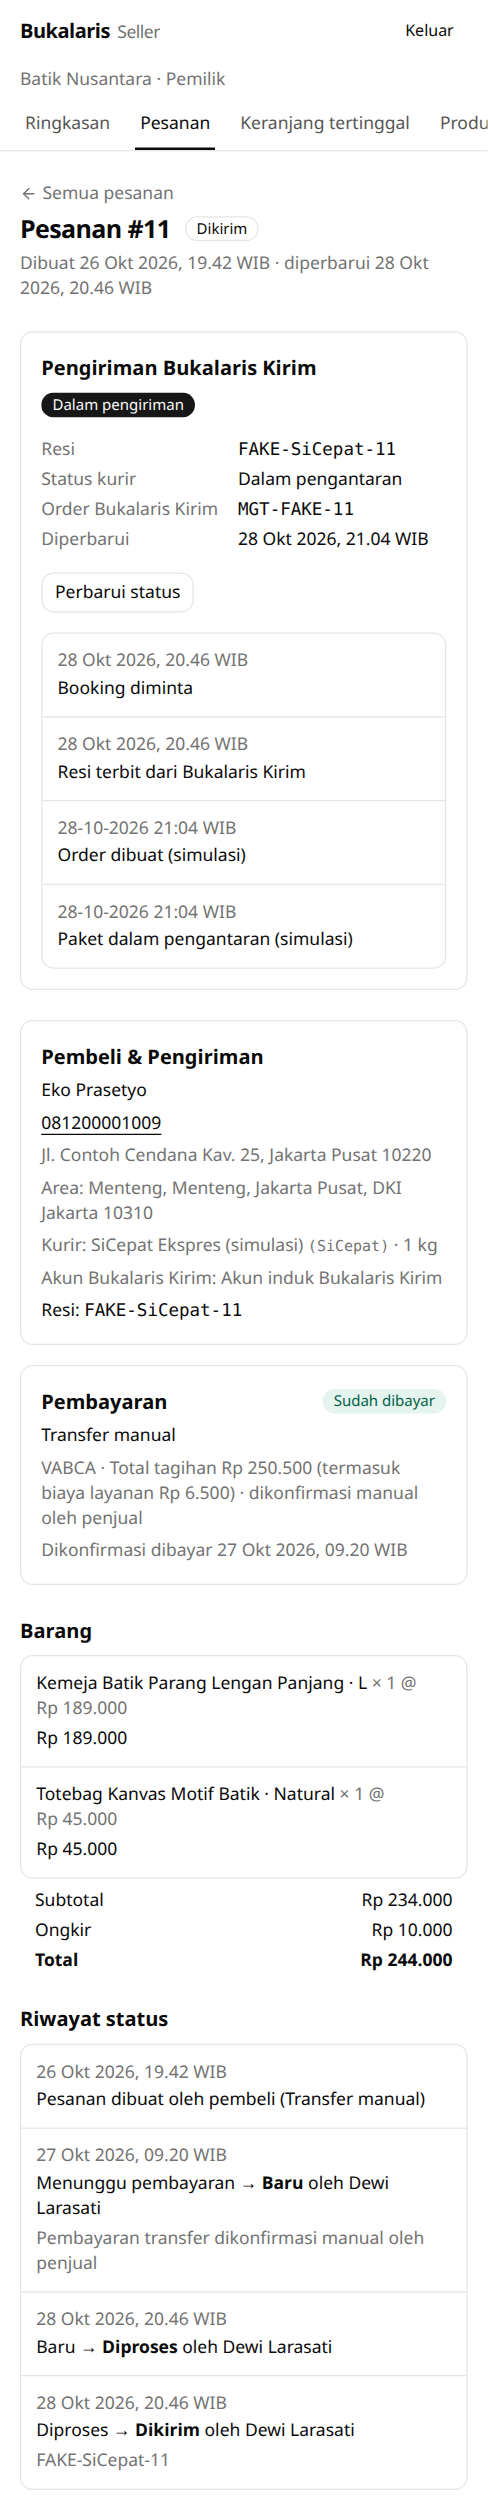 Bukalaris Seller
Keluar
Batik Nusantara · Pemilik
Ringkasan Pesanan Keranjang tertinggal Produ
← Semua pesanan
Pesanan #11 Dikirim
Dibuat 26 Okt 2026, 19.42 WIB · diperbarui 28 Okt
2026, 20.46 WIB
Pengiriman Bukalaris Kirim
Dalam pengiriman
Resi FAKE-SiCepat-11
Status kurir Dalam pengantaran
Order Bukalaris Kirim MGT-FAKE-11
Diperbarui 28 Okt 2026, 21.04 WIB
Perbarui status
28 Okt 2026, 20.46 WIB
Booking diminta
28 Okt 2026, 20.46 WIB
Resi terbit dari Bukalaris Kirim
28-10-2026 21:04 WIB
Order dibuat (simulasi)
28-10-2026 21:04 WIB
Paket dalam pengantaran (simulasi)
Pembeli & Pengiriman
Eko Prasetyo
081200001009
Jl. Contoh Cendana Kav. 25, Jakarta Pusat 10220
Area: Menteng, Menteng, Jakarta Pusat, DKI
Jakarta 10310
Kurir: SiCepat Ekspres (simulasi) (SiCepat) · 1 kg
Akun Bukalaris Kirim: Akun induk Bukalaris Kirim
Resi: FAKE-SiCepat-11
Pembayaran Sudah dibayar
Transfer manual
VABCA · Total tagihan Rp 250.500 (termasuk
biaya layanan Rp 6.500) · dikonfirmasi manual
oleh penjual
Dikonfirmasi dibayar 27 Okt 2026, 09.20 WIB
Barang
Kemeja Batik Parang Lengan Panjang · L × 1 @
Rp 189.000
Rp 189.000
Totebag Kanvas Motif Batik · Natural × 1 @
Rp 45.000
Rp 45.000
Subtotal Rp 234.000
Ongkir Rp 10.000
Total Rp 244.000
Riwayat status
26 Okt 2026, 19.42 WIB
Pesanan dibuat oleh pembeli (Transfer manual)
27 Okt 2026, 09.20 WIB
Menunggu pembayaran → Baru oleh Dewi
Larasati
Pembayaran transfer dikonfirmasi manual oleh
penjual
28 Okt 2026, 20.46 WIB
Baru → Diproses oleh Dewi Larasati
28 Okt 2026, 20.46 WIB
Diproses → Dikirim oleh Dewi Larasati
FAKE-SiCepat-11